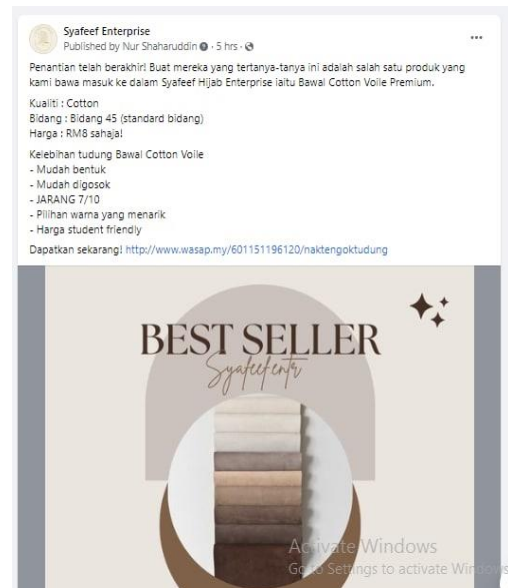 Syafeef Enterprise
Published by Nur Shaharuddin · 5 hrs ·
Penantian telah berakhir! Buat mereka yang tertanya-tanya ini adalah salah satu produk yang
kami bawa masuk ke dalam Syafeef Hijab Enterprise iaitu Bawal Cotton Voile Premium.
Kualiti : Cotton
Bidang : Bidang 45 (standard bidang)
Harga : RM8 sahaja!
Kelebihan tudung Bawal Cotton Voile
- Mudah bentuk
- Mudah digosok
- JARANG 7/10
- Pilihan warna yang menarik
- Harga student friendly
Dapatkan sekarang! http://www.wasap.my/601151196120/naktengoktudung
BEST SELLER
Syafeefentr
Activate Windows
Go to Settings to activate Windows